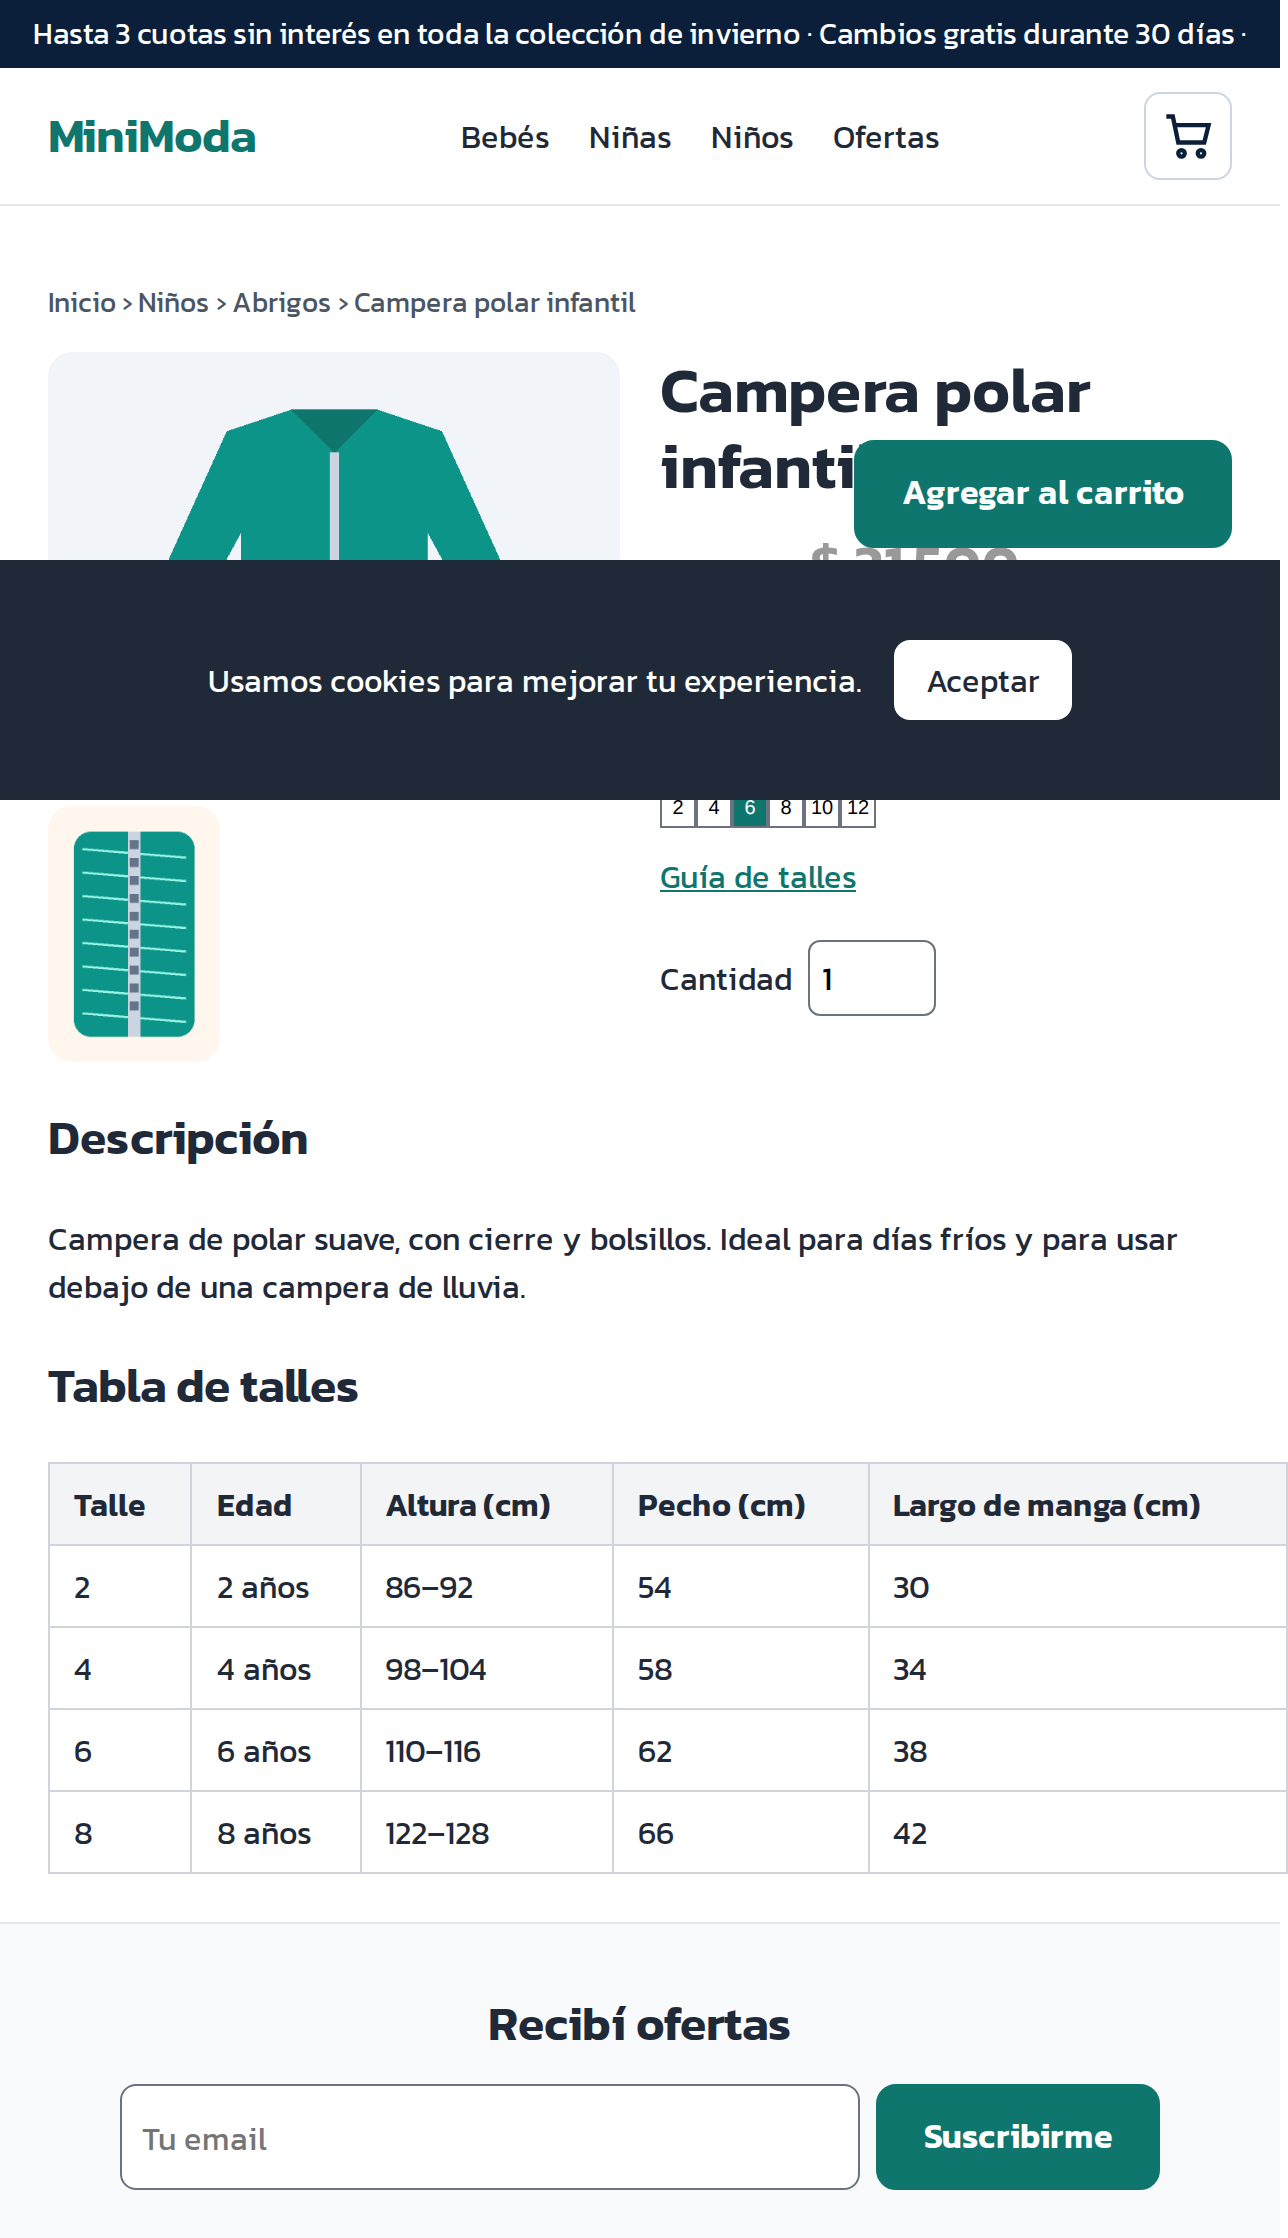 Hasta 3 cuotas sin interés en toda la colección de invierno · Cambios gratis durante 30 días ·
MiniModa
Bebés Niñas Niños Ofertas
Inicio › Niños › Abrigos › Campera polar infantil
Campera polar
Agregar al carrito
Usamos cookies para mejorar tu experiencia. Aceptar
2 4 6 8 10 12
Guía de talles
Cantidad 1
Descripción
Campera de polar suave, con cierre y bolsillos. Ideal para días fríos y para usar
debajo de una campera de lluvia.
Tabla de talles
Talle Edad Altura (cm) Pecho (cm) Largo de manga (cm)
2 2 años 86–92 54 30
4 4 años 98–104 58 34
6 6 años 110–116 62 38
8 8 años 122–128 66 42
Recibí ofertas
Tu email Suscribirme